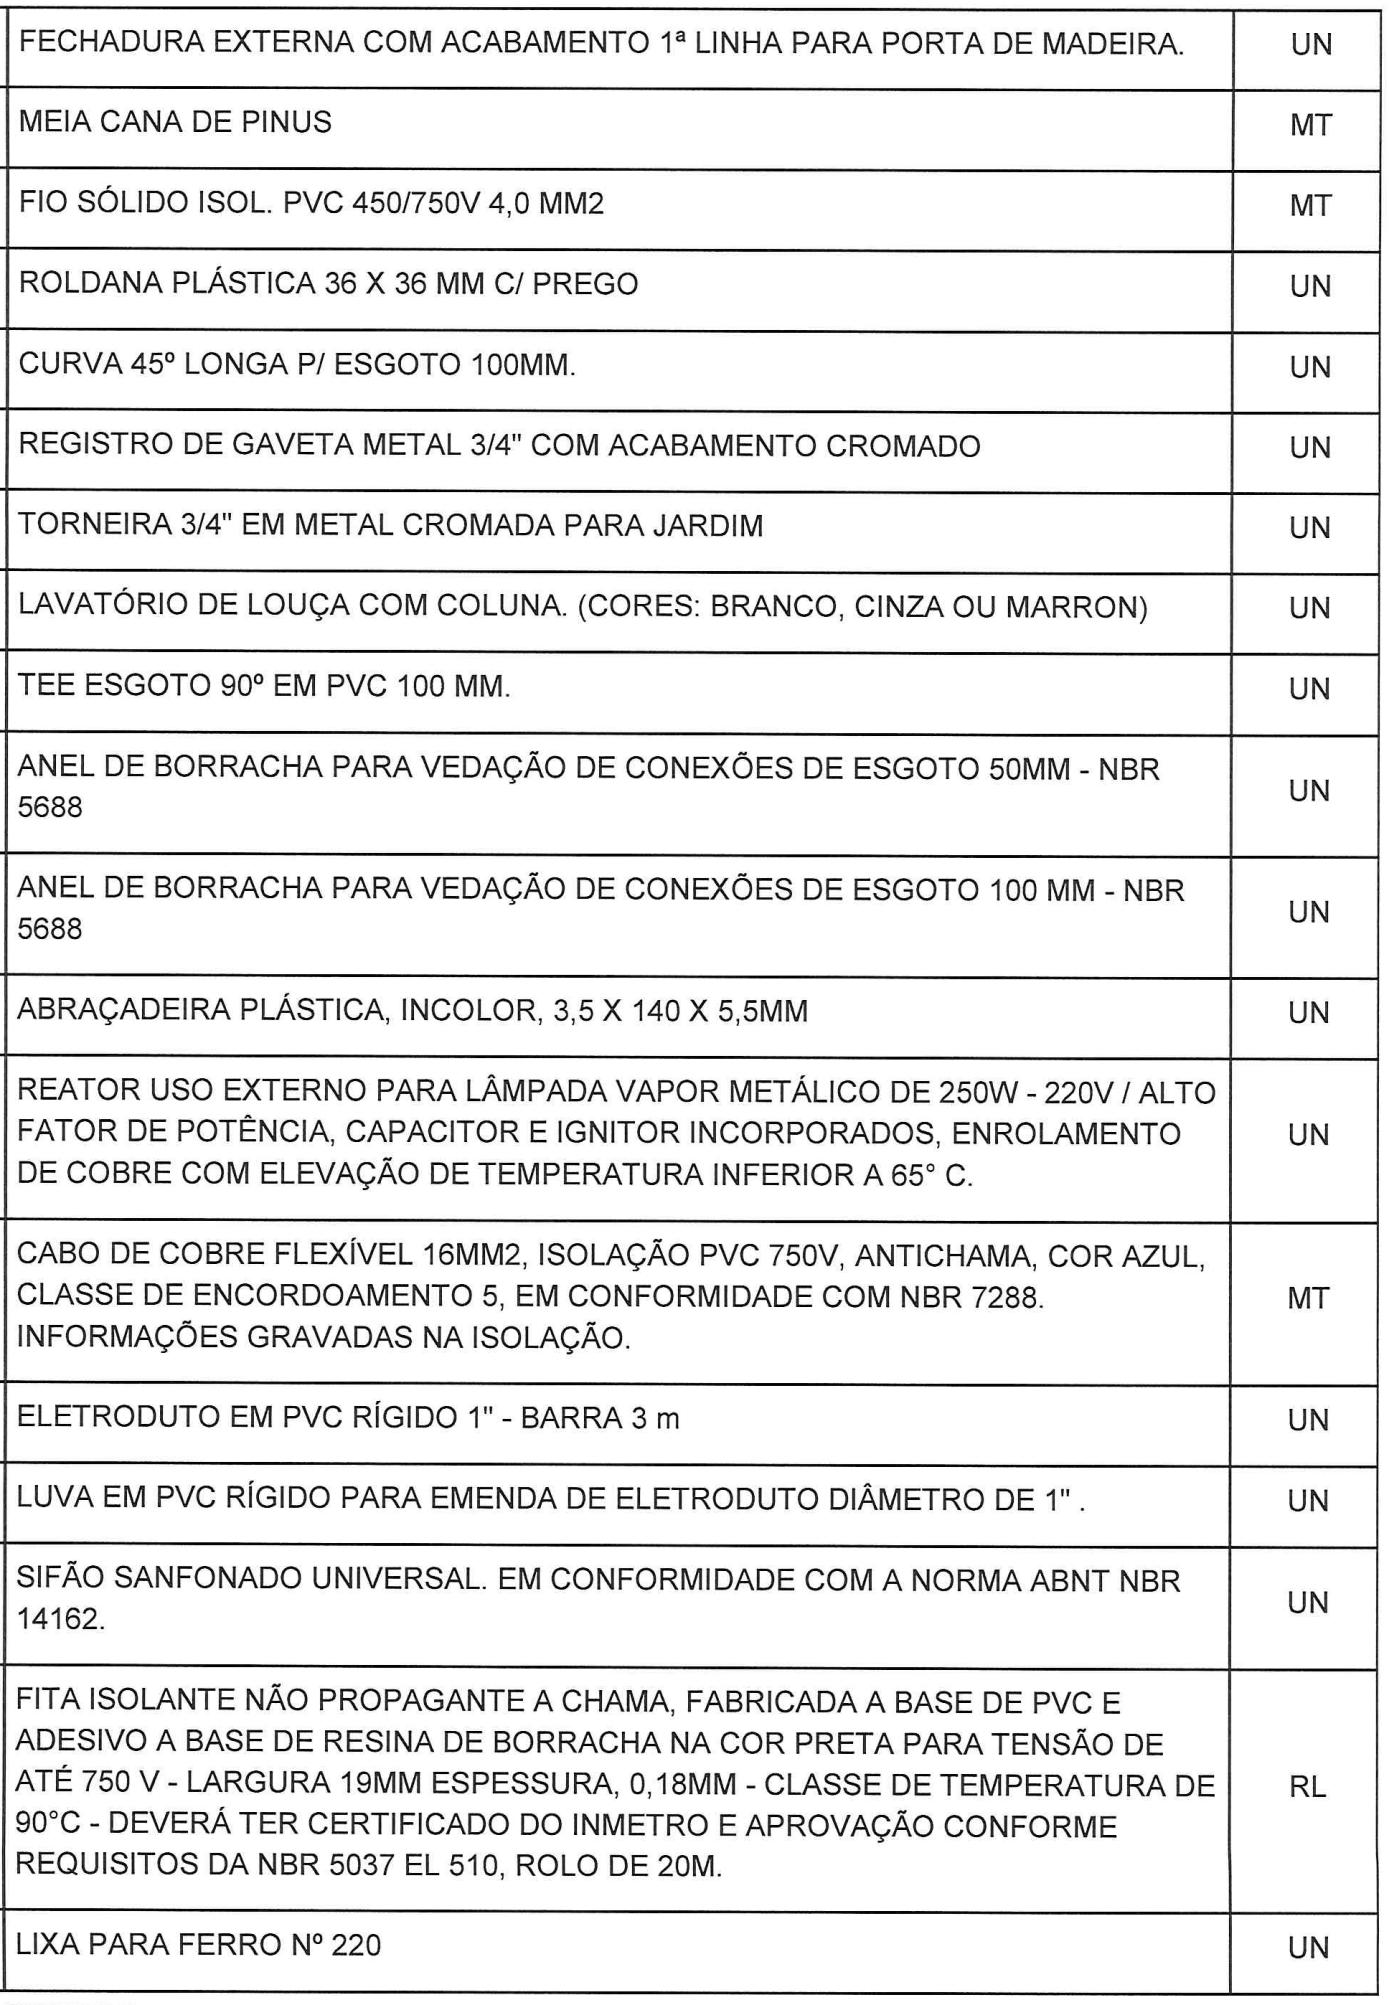 FECHADURA EXTERNA COM ACABAMENTO 1ª LINHA PARA PORTA DE MADEIRA. UN
MEIA CANA DE PINUS MT
FIO SÓLIDO ISOL. PVC 450/750V 4,0 MM2 MT
ROLDANA PLÁSTICA 36 X 36 MM C/ PREGO UN
CURVA 45º LONGA P/ ESGOTO 100MM. UN
REGISTRO DE GAVETA METAL 3/4" COM ACABAMENTO CROMADO UN
TORNEIRA 3/4" EM METAL CROMADA PARA JARDIM UN
LAVATÓRIO DE LOUÇA COM COLUNA. (CORES: BRANCO, CINZA OU MARRON) UN
TEE ESGOTO 90º EM PVC 100 MM. UN
ANEL DE BORRACHA PARA VEDAÇÃO DE CONEXÕES DE ESGOTO 50MM - NBR
5688 UN
ANEL DE BORRACHA PARA VEDAÇÃO DE CONEXÕES DE ESGOTO 100 MM - NBR
5688 UN
ABRAÇADEIRA PLÁSTICA, INCOLOR, 3,5 X 140 X 5,5MM UN
REATOR USO EXTERNO PARA LÂMPADA VAPOR METÁLICO DE 250W - 220V / ALTO
FATOR DE POTÊNCIA, CAPACITOR E IGNITOR INCORPORADOS, ENROLAMENTO UN
DE COBRE COM ELEVAÇÃO DE TEMPERATURA INFERIOR A 65° C.
CABO DE COBRE FLEXÍVEL 16MM2, ISOLAÇÃO PVC 750V, ANTICHAMA, COR AZUL,
CLASSE DE ENCORDOAMENTO 5, EM CONFORMIDADE COM NBR 7288. MT
INFORMAÇÕES GRAVADAS NA ISOLAÇÃO.
ELETRODUTO EM PVC RÍGIDO 1" - BARRA 3 m UN
LUVA EM PVC RÍGIDO PARA EMENDA DE ELETRODUTO DIÂMETRO DE 1" . UN
SIFÃO SANFONADO UNIVERSAL. EM CONFORMIDADE COM A NORMA ABNT NBR
14162. UN
FITA ISOLANTE NÃO PROPAGANTE A CHAMA, FABRICADA A BASE DE PVC E
ADESIVO A BASE DE RESINA DE BORRACHA NA COR PRETA PARA TENSÃO DE
ATÉ 750 V - LARGURA 19MM ESPESSURA, 0,18MM - CLASSE DE TEMPERATURA DE RL
90°C - DEVERÁ TER CERTIFICADO DO INMETRO E APROVAÇÃO CONFORME
REQUISITOS DA NBR 5037 EL 510, ROLO DE 20M.
LIXA PARA FERRO Nº 220 UN